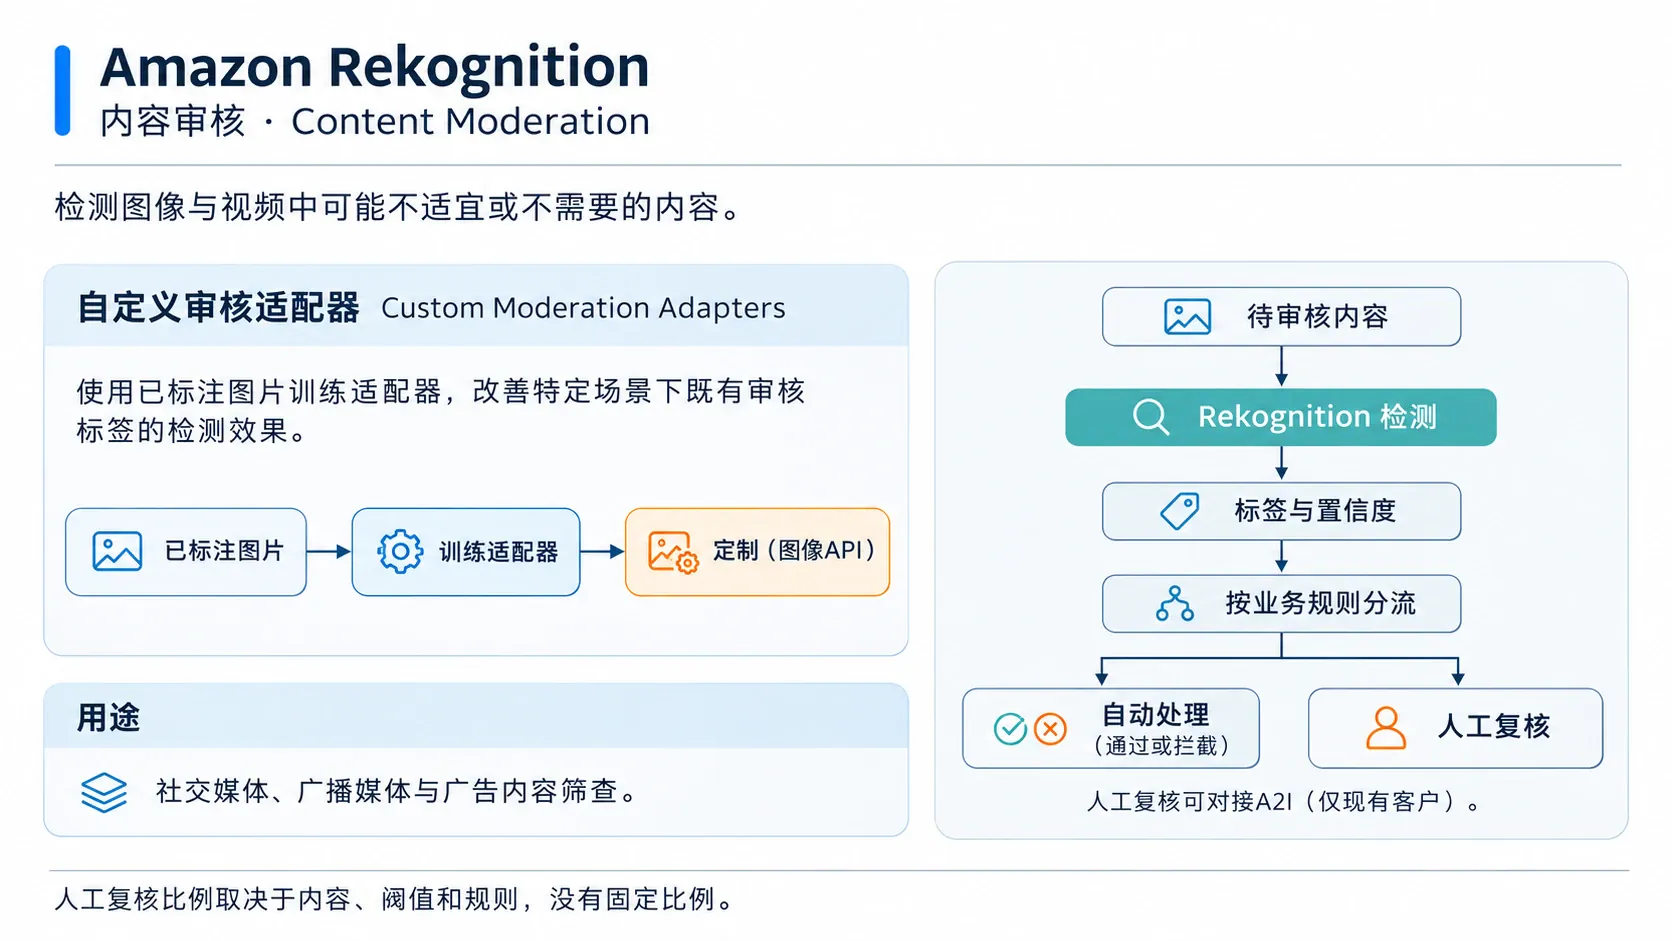 Amazon Rekognition
内容审核 · Content Moderation
检测图像与视频中可能不适宜或不需要的内容。
自定义审核适配器 Custom Moderation Adapters
使用已标注图片训练适配器，改善特定场景下既有审核
标签的检测效果。
已标注图片
训练适配器
定制（图像API）
用途
社交媒体、广播媒体与广告内容筛查。
待审核内容
Rekognition 检测
标签与置信度
按业务规则分流
自动处理
（通过或拦截）
人工复核
人工复核可对接A2I（仅现有客户）。
人工复核比例取决于内容、阈值和规则，没有固定比例。